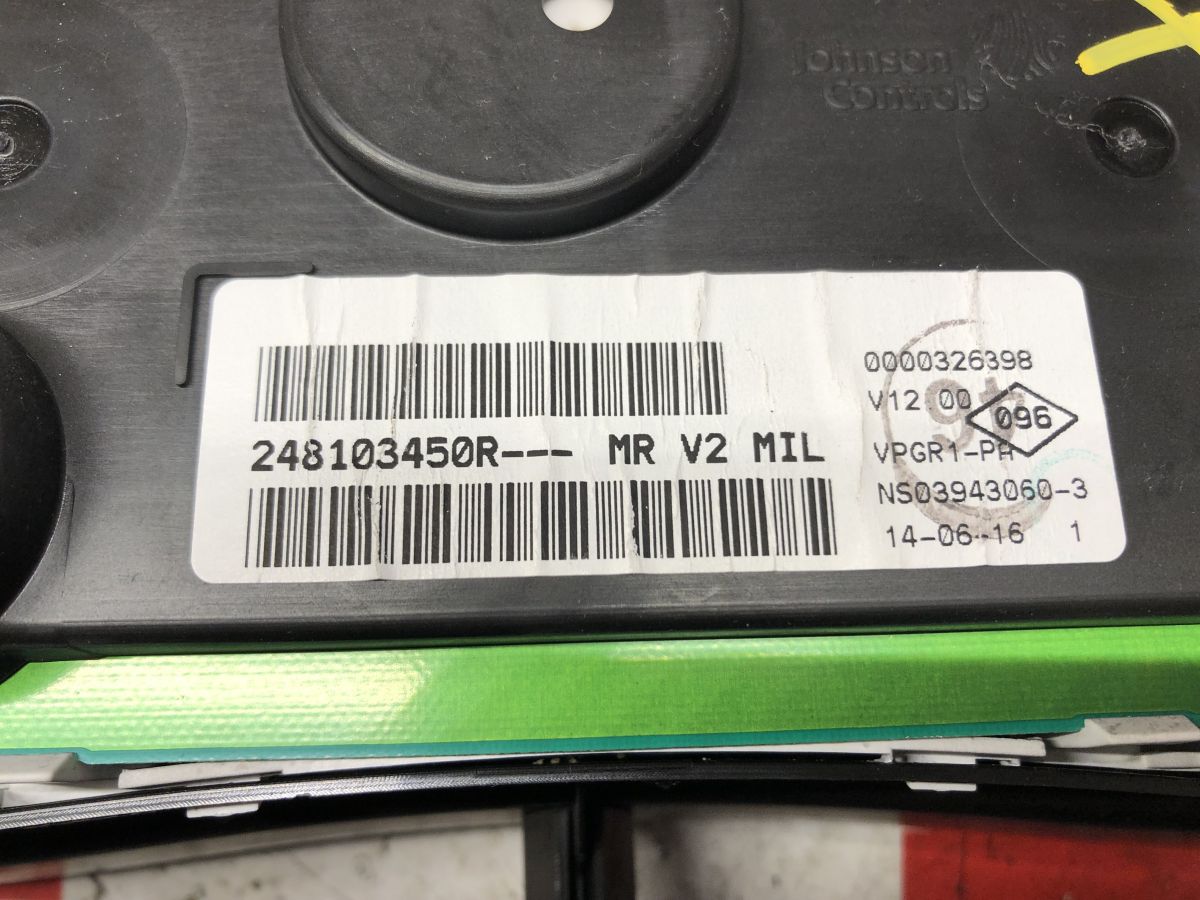 Johnson
Controls
0000326398
V12 00
096
248103450R--- MR V2 MIL
VPGR1-PH
NS03943060-3
14-06--16 1